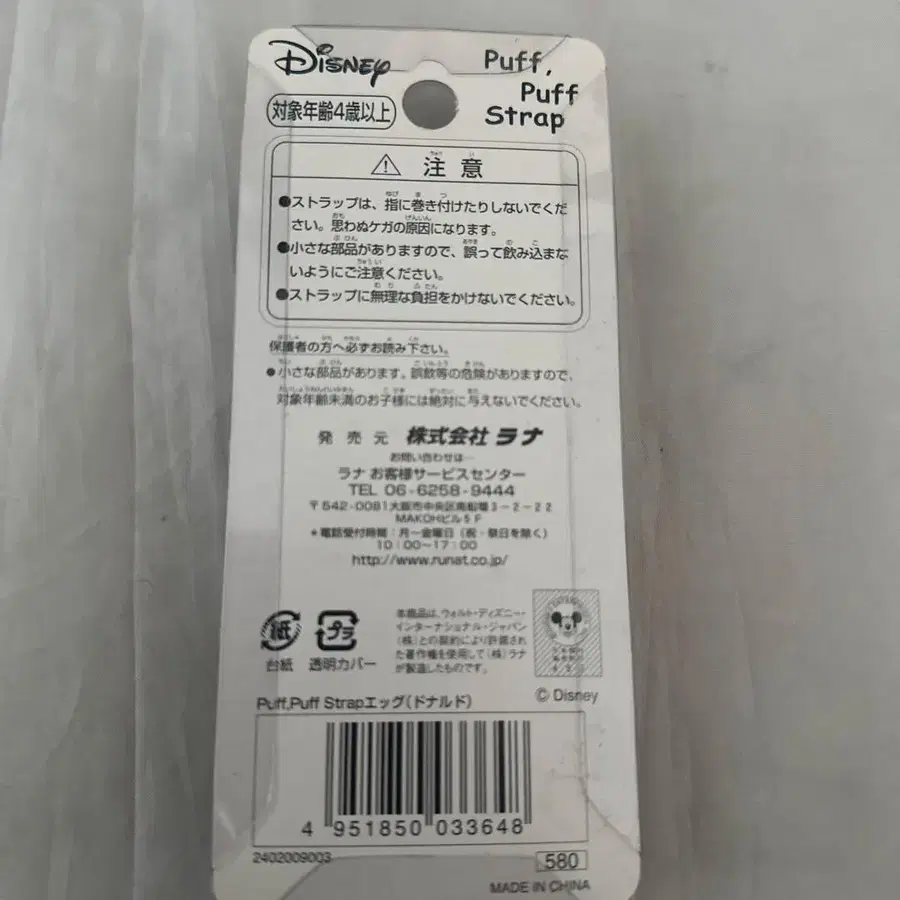 Disney
Puff,
Puff
Strap
対象年齢4歳以上
注意
●ストラップは、指に巻き付けたりしないでくだ
さい。思わぬケガの原因になります。
●小さな部品がありますので、誤って飲み込まな
いようにご注意ください。
●ストラップに無理な負担をかけないでください。
保護者の方へ必ずお読み下さい。
●小さな部品があります。誤飲等の危険がありますので、
対象年齢未満のお子様には絶対に与えないでください。
発売元 株式会社 ラナ
お問い合わせは…
ラナ お客様サービスセンター
TEL 06-6258-9444
〒542-0081大阪市中央区南船場3-2-22
MAKOHビル5F
*電話受付時間:月~金曜日(祝・祭日を除く)
10:00~17:00
http://www.runat.co.jp/
紙
台紙
プラ
透明カバー
本商品は、ウォルト・ディズニー・
インターナショナル・ジャパン
(株)との契約により許諾され
た著作権を使用して(株)ラナ
が製造したものです。
© Disney
Puff,Puff Strapエッグ(ドナルド)
4 951850 033648
2402009003
580
MADE IN CHINA